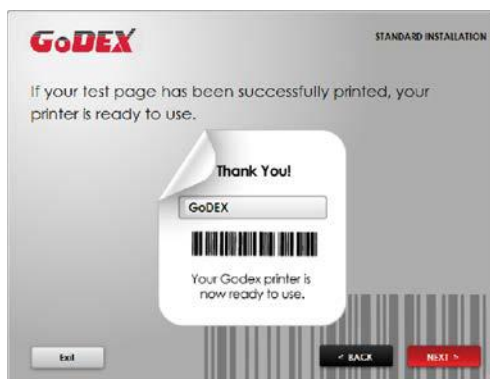 GoDEX
STANDARD INSTALLATION
If your test page has been successfully printed, your
printer is ready to use.
Thank You!
GoDEX
Your Godex printer is
now ready to use.
Exit
< BACK
NEXT >